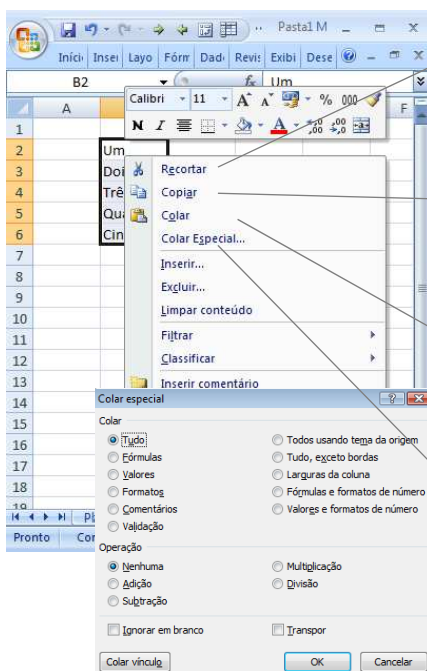 Pasta1 M
Iníci Insei Layo Fórm Dad Revis Exibi Dese
B2 fx Um
Calibri 11 A A % 000
N I A ,00 ,00
A F
1
2 Um
3 Doi
4 Trê
5 Qua
6 Cin
7
8
9
10
11
12
13
14
15
16
17
18
19
Recortar
Copiar
Colar
Colar Especial...
Inserir...
Excluir...
Limpar conteúdo
Filtrar
Classificar
Inserir comentário
Pronto Cor
Colar especial
Colar
Tudo Todos usando tema da origem
Fórmulas Tudo, exceto bordas
Valores Larguras da coluna
Formatos Fórmulas e formatos de número
Comentários Valores e formatos de número
Validação
Operação
Nenhuma Multiplicação
Adição Divisão
Subtração
Ignorar em branco Transpor
Colar vínculo OK Cancelar